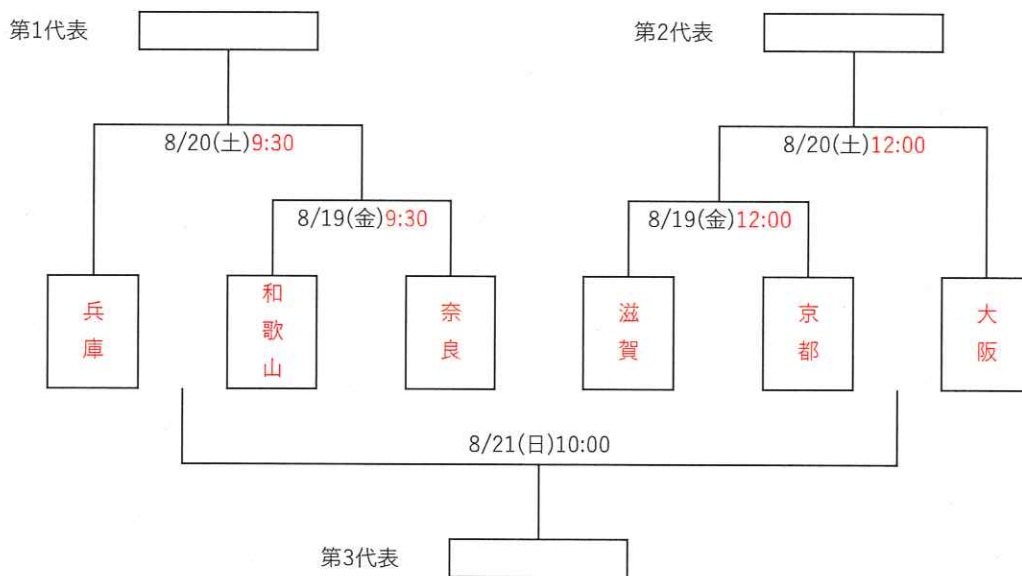 第1代表
第2代表
8/20(土)9:30
8/20(土)12:00
8/19(金)9:30
8/19(金)12:00
兵庫
和歌山
奈良
滋賀
京都
大阪
8/21(日)10:00
第3代表